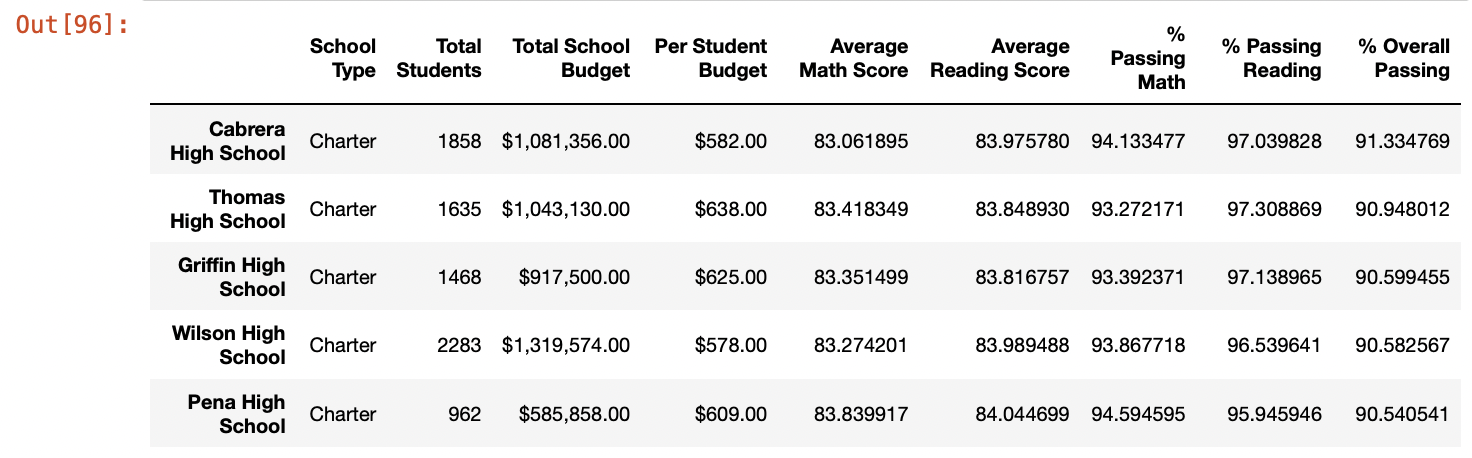 Out[96]:
School Type Total Students Total School Budget Per Student Budget Average Math Score Average Reading Score % Passing Math % Passing Reading % Overall Passing
Cabrera High School Charter 1858 $1,081,356.00 $582.00 83.061895 83.975780 94.133477 97.039828 91.334769
Thomas High School Charter 1635 $1,043,130.00 $638.00 83.418349 83.848930 93.272171 97.308869 90.948012
Griffin High School Charter 1468 $917,500.00 $625.00 83.351499 83.816757 93.392371 97.138965 90.599455
Wilson High School Charter 2283 $1,319,574.00 $578.00 83.274201 83.989488 93.867718 96.539641 90.582567
Pena High School Charter 962 $585,858.00 $609.00 83.839917 84.044699 94.594595 95.945946 90.540541